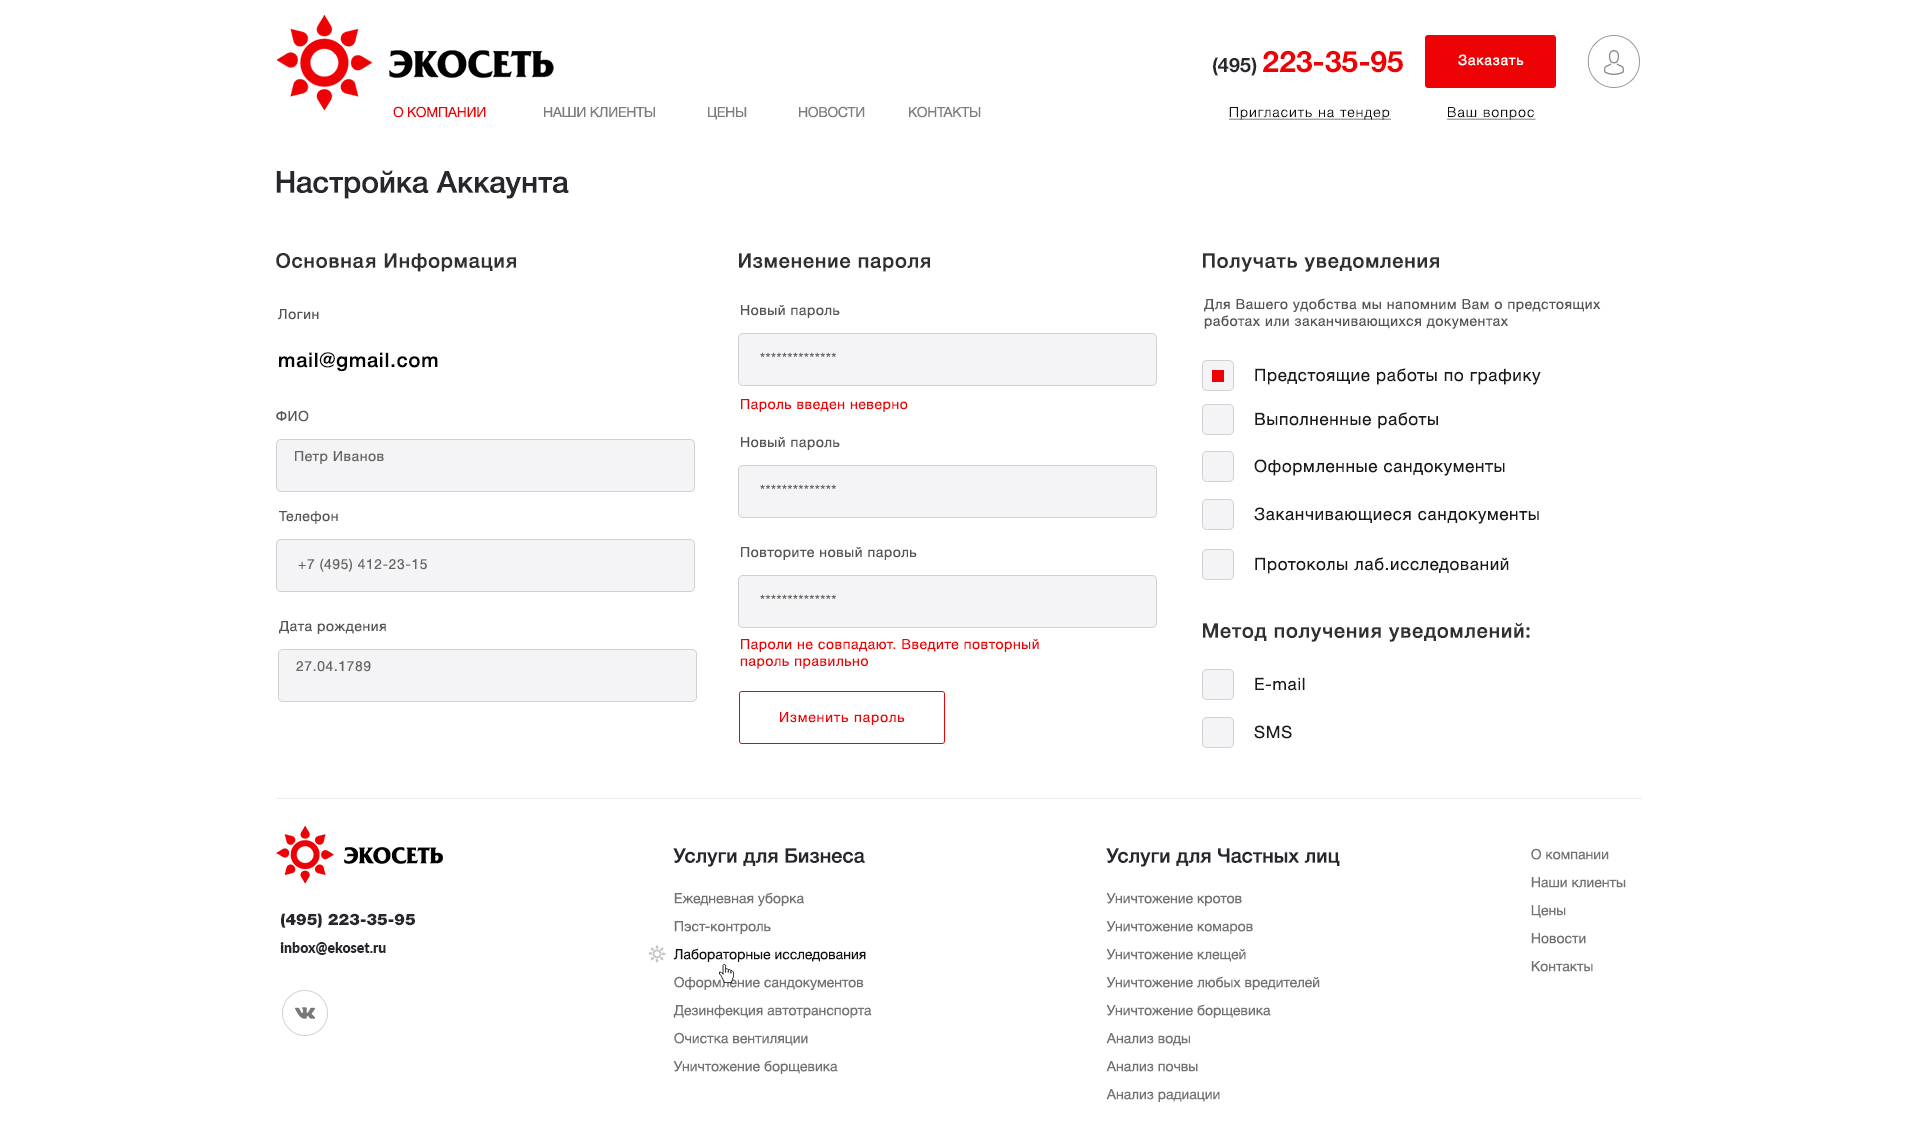 ЭКОСЕТЬ
(495) 223-35-95
Заказать
О КОМПАНИИ
НАШИ КЛИЕНТЫ
ЦЕНЫ
НОВОСТИ
КОНТАКТЫ
Пригласить на тендер
Ваш вопрос
Настройка Аккаунта
Основная Информация
Логин
mail@gmail.com
ФИО
Петр Иванов
Телефон
+7 (495) 412-23-15
Дата рождения
27.04.1789
Изменение пароля
Новый пароль
**************
Пароль введен неверно
Новый пароль
**************
Повторите новый пароль
**************
Пароли не совпадают. Введите повторный
пароль правильно
Изменить пароль
Получать уведомления
Для Вашего удобства мы напомним Вам о предстоящих
работах или заканчивающихся документах
Предстоящие работы по графику
Выполненные работы
Оформленные сандокументы
Заканчивающиеся сандокументы
Протоколы лаб.исследований
Метод получения уведомлений:
E-mail
SMS
ЭКОСЕТЬ
(495) 223-35-95
inbox@ekoset.ru
Услуги для Бизнеса
Ежедневная уборка
Пэст-контроль
Лабораторные исследования
Оформление сандокументов
Дезинфекция автотранспорта
Очистка вентиляции
Уничтожение борщевика
Услуги для Частных лиц
Уничтожение кротов
Уничтожение комаров
Уничтожение клещей
Уничтожение любых вредителей
Уничтожение борщевика
Анализ воды
Анализ почвы
Анализ радиации
О компании
Наши клиенты
Цены
Новости
Контакты